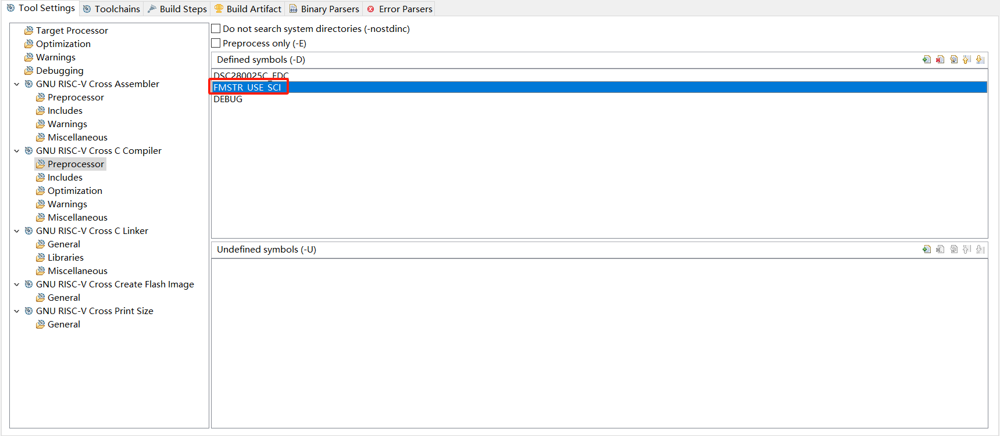 Tool Settings Toolchains Build Steps Build Artifact Binary Parsers Error Parsers
Target Processor
Optimization
Warnings
Debugging
GNU RISC-V Cross Assembler
Preprocessor
Includes
Warnings
Miscellaneous
GNU RISC-V Cross C Compiler
Preprocessor
Includes
Optimization
Warnings
Miscellaneous
GNU RISC-V Cross C Linker
General
Libraries
Miscellaneous
GNU RISC-V Cross Create Flash Image
General
GNU RISC-V Cross Print Size
General
Do not search system directories (-nostdinc)
Preprocess only (-E)
Defined symbols (-D)
DSC280025C_EDC
FMSTR_USE_SCI
DEBUG
Undefined symbols (-U)